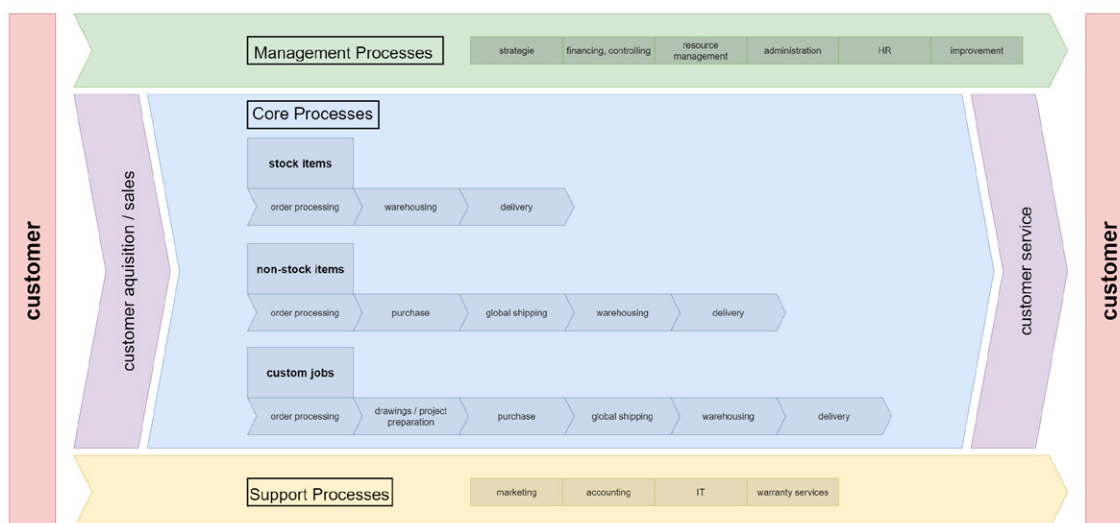 customer
Management Processes
strategie
financing, controlling
resource
management
administration
HR
improvement
customer aquisition / sales
Core Processes
stock items
order processing
warehousing
delivery
non-stock items
order processing
purchase
global shipping
warehousing
delivery
custom jobs
order processing
drawings / project
preparation
purchase
global shipping
warehousing
delivery
customer service
Support Processes
marketing
accounting
IT
warranty services
customer